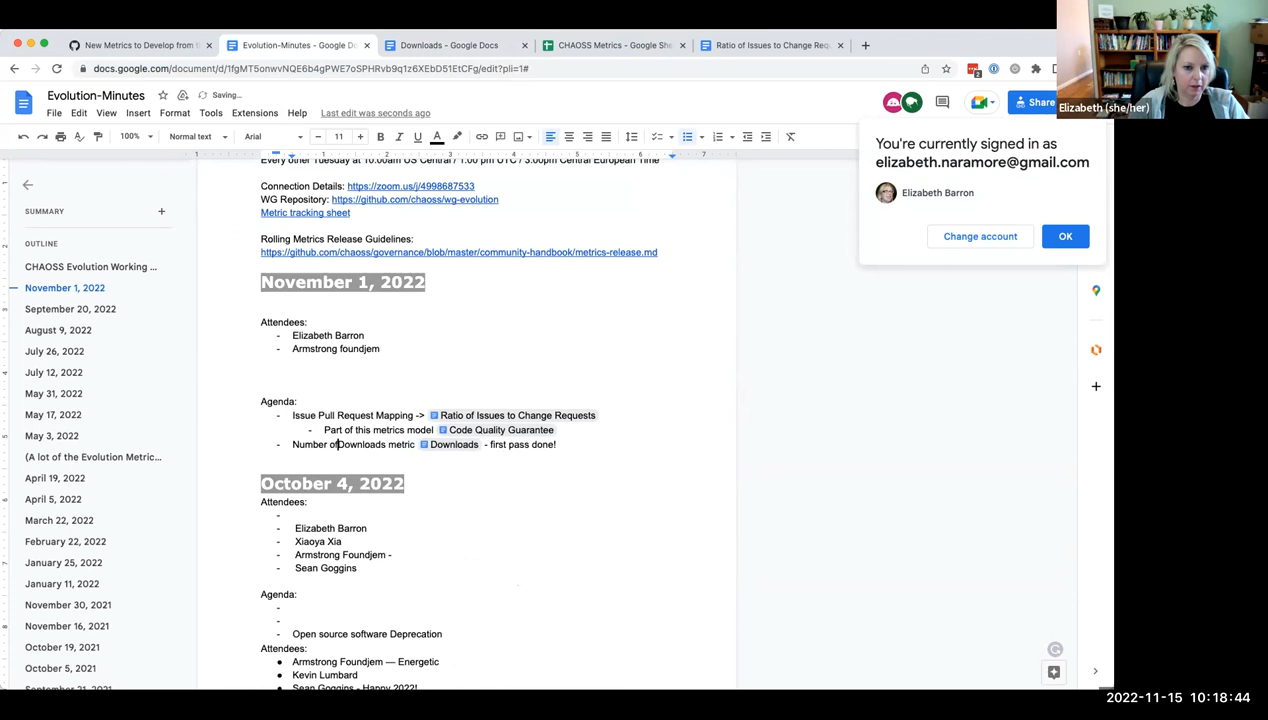 New Metrics to Develop from t
Evolution-Minutes - Google Do
Downloads - Google Docs
CHAOSS Metrics - Google She
Ratio of Issues to Change Requ
docs.google.com/document/d/1fgMT5onwvNQE6b4gPWE7oSPHRvb9q1z6XEbD51EtCFg/edit?pli=1#
Elizabeth (she/her)
Evolution-Minutes
Saving...
File Edit View Insert Format Tools Extensions Help Last edit was seconds ago
Share
100% Normal text Arial 11
You're currently signed in as
elizabeth.naramore@gmail.com
Elizabeth Barron
Change account OK
SUMMARY
OUTLINE
CHAOSS Evolution Working ...
November 1, 2022
September 20, 2022
August 9, 2022
July 26, 2022
July 12, 2022
May 31, 2022
May 17, 2022
May 3, 2022
(A lot of the Evolution Metric...
April 19, 2022
April 5, 2022
March 22, 2022
February 22, 2022
January 25, 2022
January 11, 2022
November 30, 2021
November 16, 2021
October 19, 2021
October 5, 2021
September 21, 2021
Every other Tuesday at 10:00am US Central / 1:00 pm UTC / 3:00pm Central European Time
Connection Details: https://zoom.us/j/4998687533
WG Repository: https://github.com/chaoss/wg-evolution
Metric tracking sheet
Rolling Metrics Release Guidelines:
https://github.com/chaoss/governance/blob/master/community-handbook/metrics-release.md
November 1, 2022
Attendees:
- Elizabeth Barron
- Armstrong foundjem
Agenda:
- Issue Pull Request Mapping -> Ratio of Issues to Change Requests
- Part of this metrics model Code Quality Guarantee
- Number of Downloads metric Downloads - first pass done!
October 4, 2022
Attendees:
-
- Elizabeth Barron
- Xiaoya Xia
- Armstrong Foundjem -
- Sean Goggins
Agenda:
-
-
- Open source software Deprecation
Attendees:
● Armstrong Foundjem — Energetic
● Kevin Lumbard
● Sean Goggins - Happy 2022!
2022-11-15 10:18:44